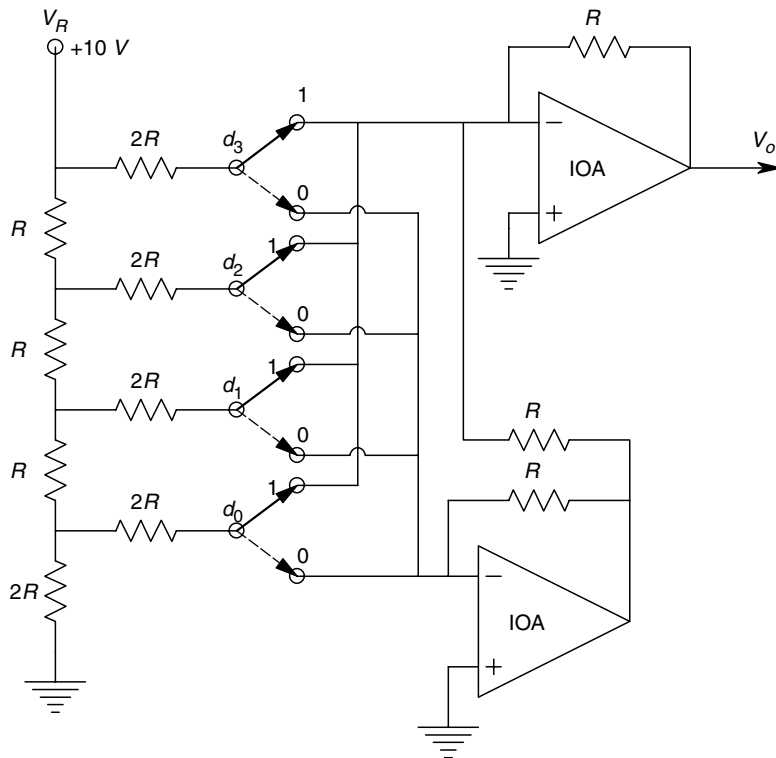 V_R
+10 V
R
1
2R
d_3
–
IOA
V_o
0
+
R
1
2R
d_2
0
R
1
2R
d_1
0
R
R
R
1
2R
d_0
0
–
2R
IOA
+